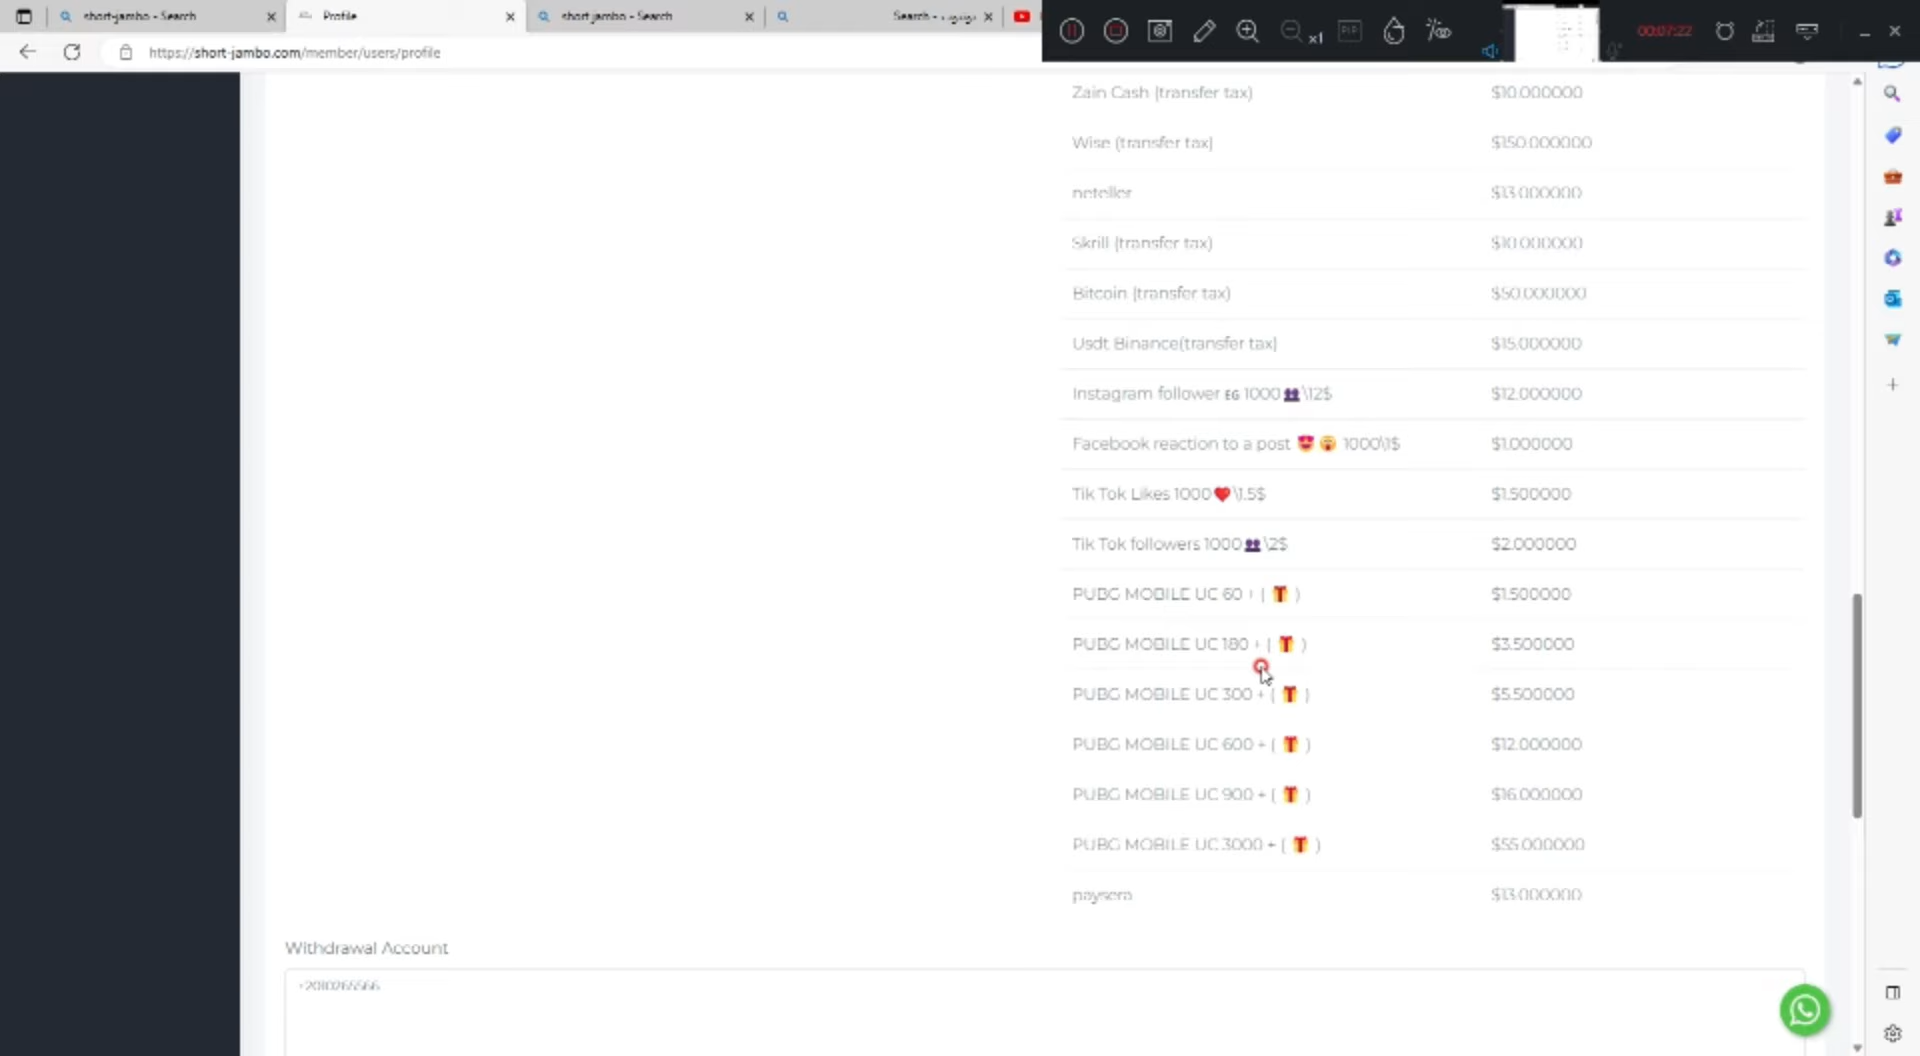 short-jambo - Search
Profile
short jambo - Search
Search -
https://short-jambo.com/member/users/profile
x1
PIP
00:07:22
Zain Cash (transfer tax) $10.000000
Wise (transfer tax) $150.000000
neteller $13.000000
Skrill (transfer tax) $10.000000
Bitcoin (transfer tax) $50.000000
Usdt Binance(transfer tax) $15.000000
Instagram follower EG 1000👥\12$ $12.000000
Facebook reaction to a post 😍 😲 1000\1$ $1.000000
Tik Tok Likes 1000❤️\1.5$ $1.500000
Tik Tok followers 1000👥\2$ $2.000000
PUBG MOBILE UC 60 + ( 🎁 ) $1.500000
PUBG MOBILE UC 180 + ( 🎁 ) $3.500000
PUBG MOBILE UC 300 + ( 🎁 ) $5.500000
PUBG MOBILE UC 600 + ( 🎁 ) $12.000000
PUBG MOBILE UC 900 + ( 🎁 ) $16.000000
PUBG MOBILE UC 3000 + ( 🎁 ) $55.000000
paysera $13.000000
Withdrawal Account
+2010265566